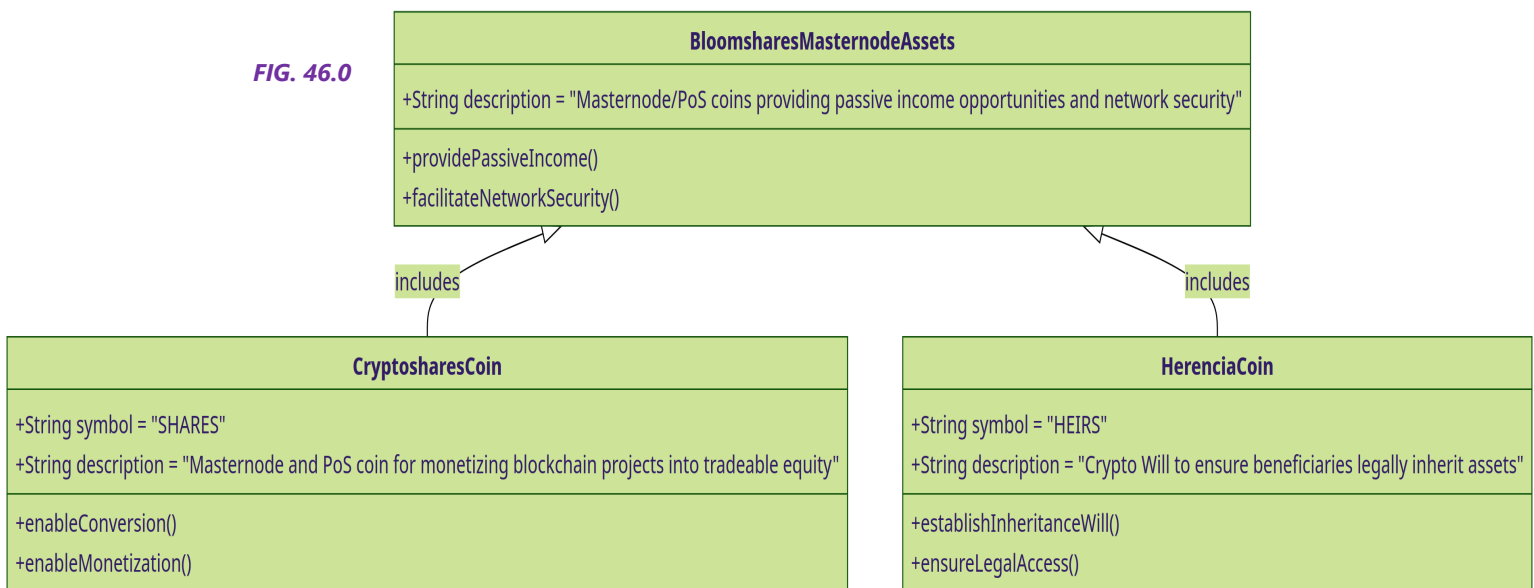 FIG. 46.0
BloomsharesMasternodeAssets
+String description = "Masternode/PoS coins providing passive income opportunities and network security"
+providePassiveIncome()
+facilitateNetworkSecurity()
includes
includes
CryptosharesCoin
+String symbol = "SHARES"
+String description = "Masternode and PoS coin for monetizing blockchain projects into tradeable equity"
+enableConversion()
+enableMonetization()
HerenciaCoin
+String symbol = "HEIRS"
+String description = "Crypto Will to ensure beneficiaries legally inherit assets"
+establishInheritanceWill()
+ensureLegalAccess()